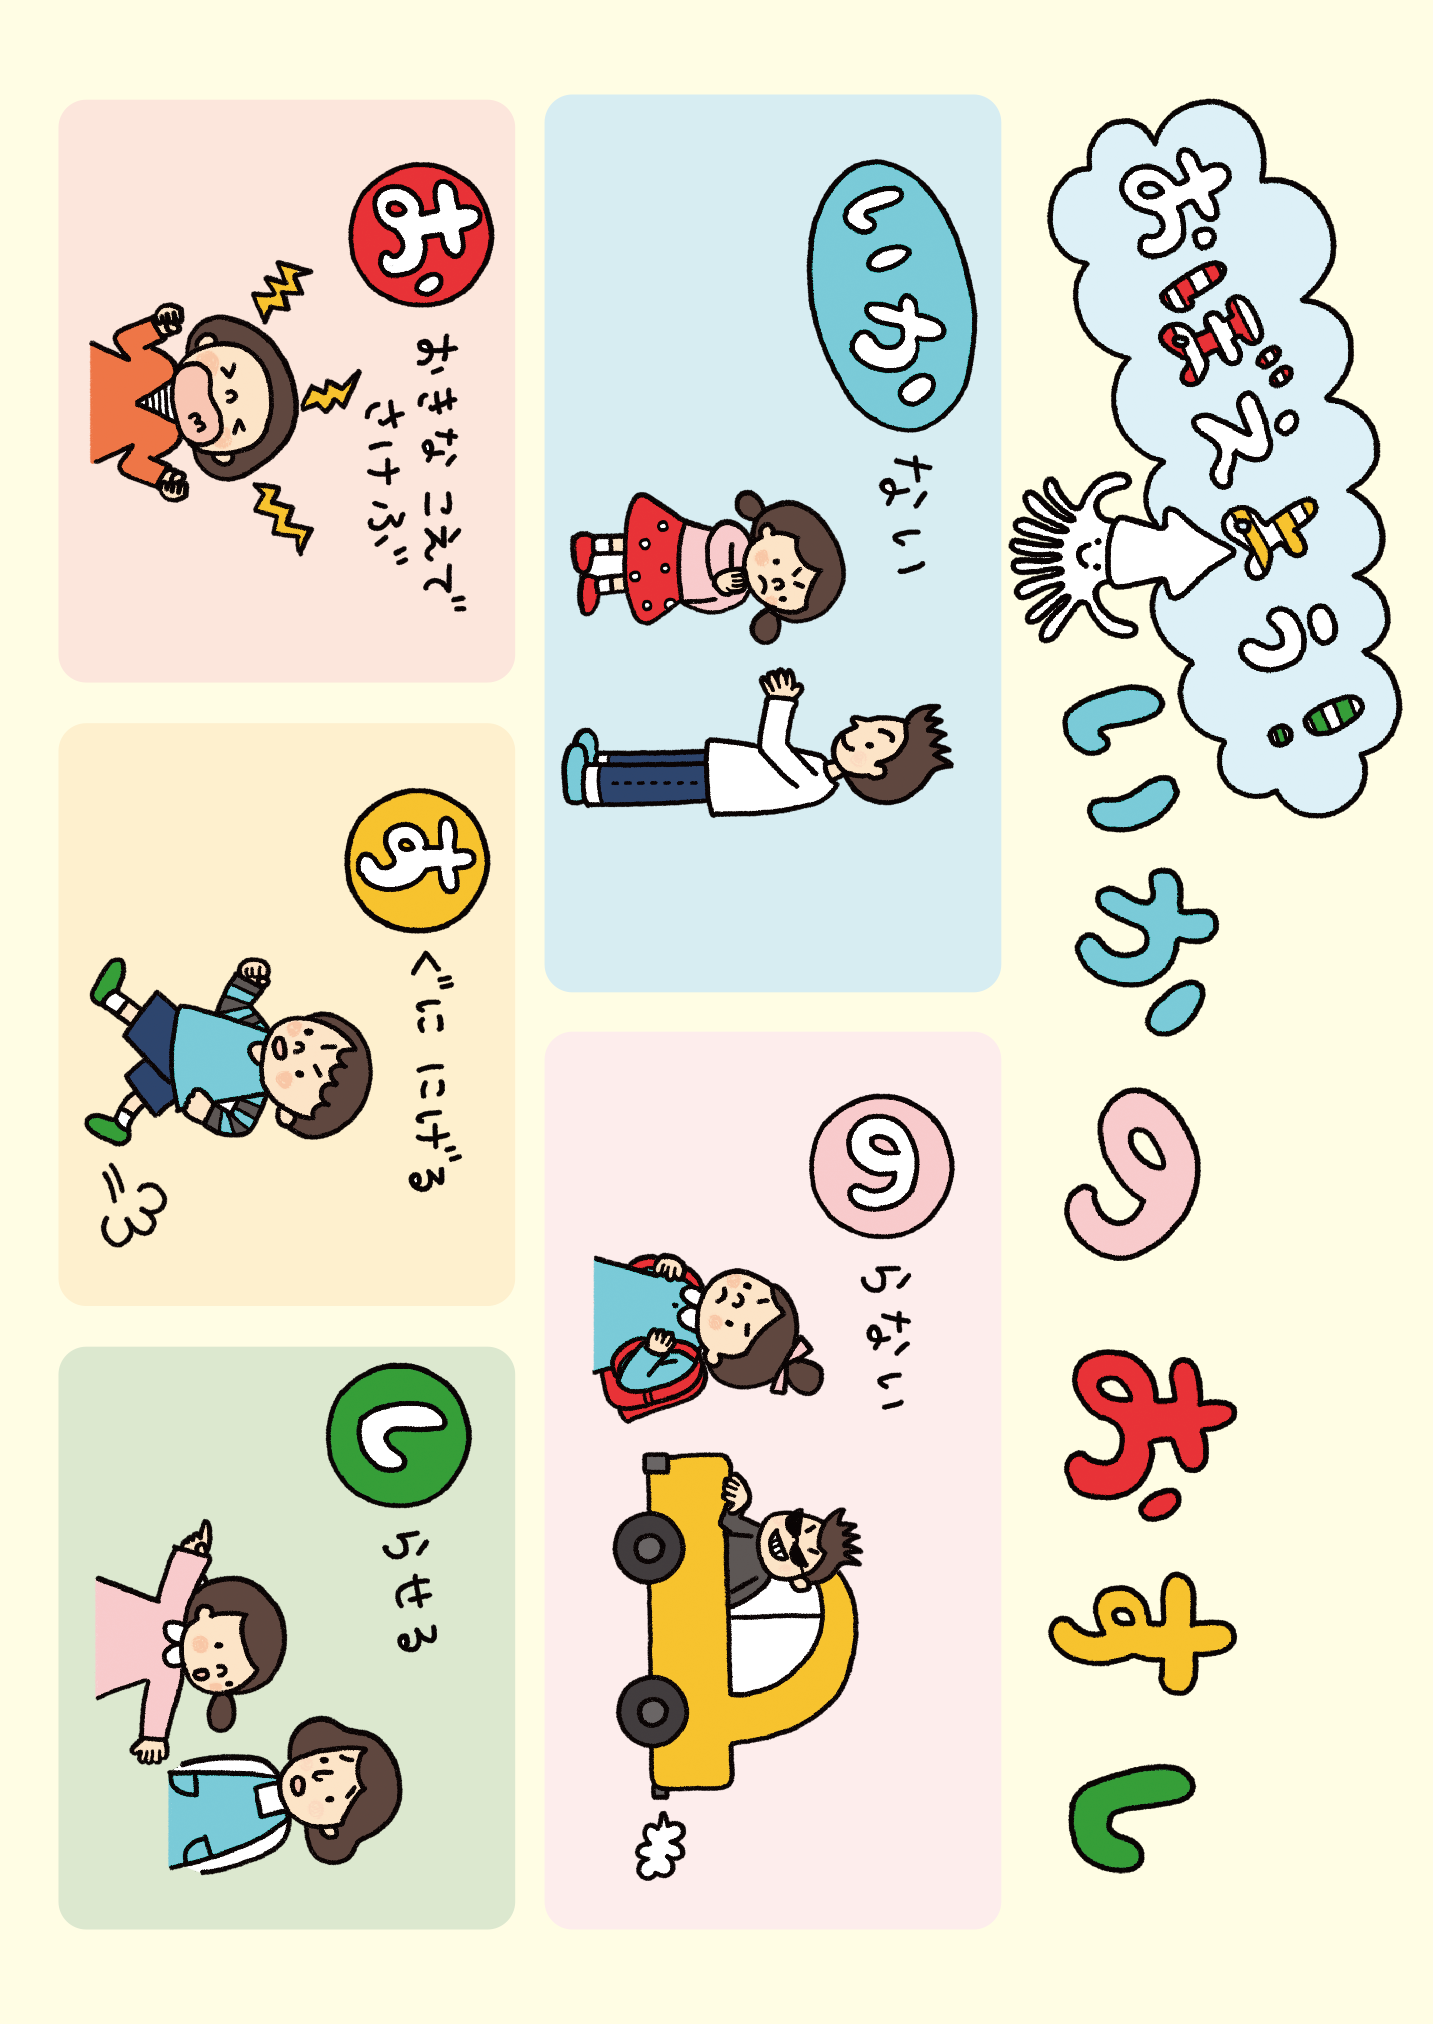 おぼえよう!
いかのおすし
いかない
のらない
お おきな こえで
さけぶ
すぐに にげる
しらせる